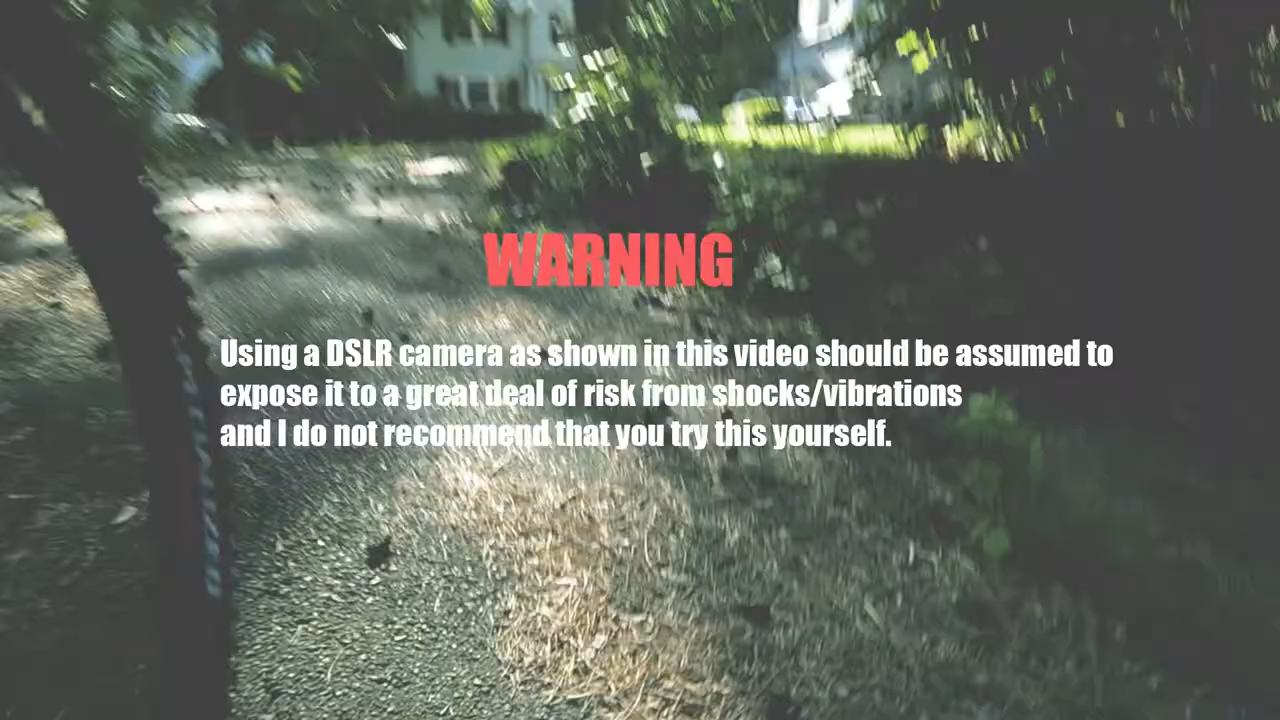 WARNING
Using a DSLR camera as shown in this video should be assumed to
expose it to a great deal of risk from shocks/vibrations
and I do not recommend that you try this yourself.